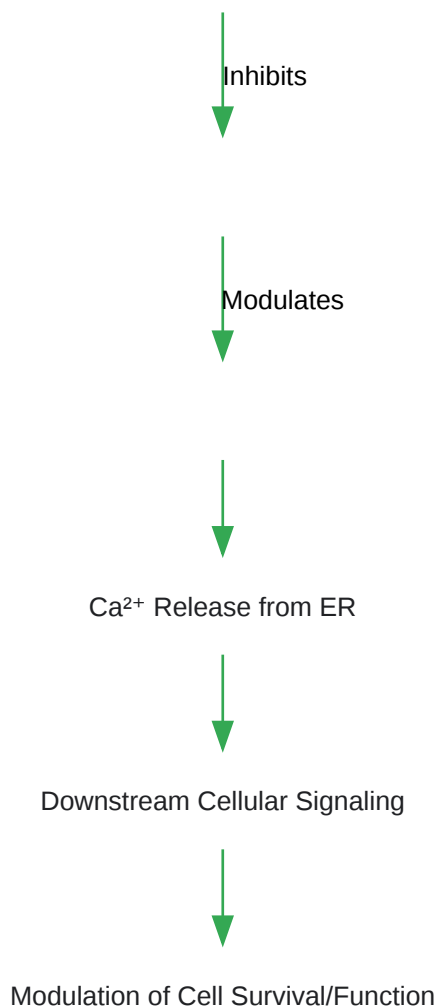 Inhibits
Modulates
Ca²⁺ Release from ER
Downstream Cellular Signaling
Modulation of Cell Survival/Function